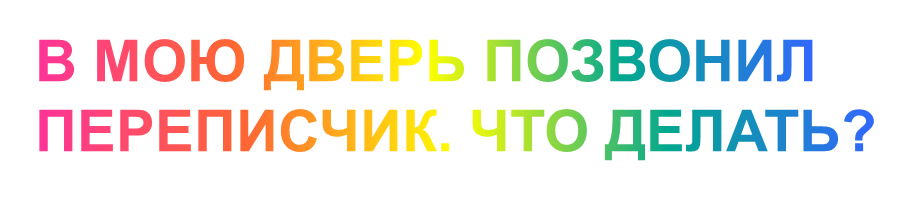 В МОЮ ДВЕРЬ ПОЗВОНИЛ
ПЕРЕПИСЧИК. ЧТО ДЕЛАТЬ?